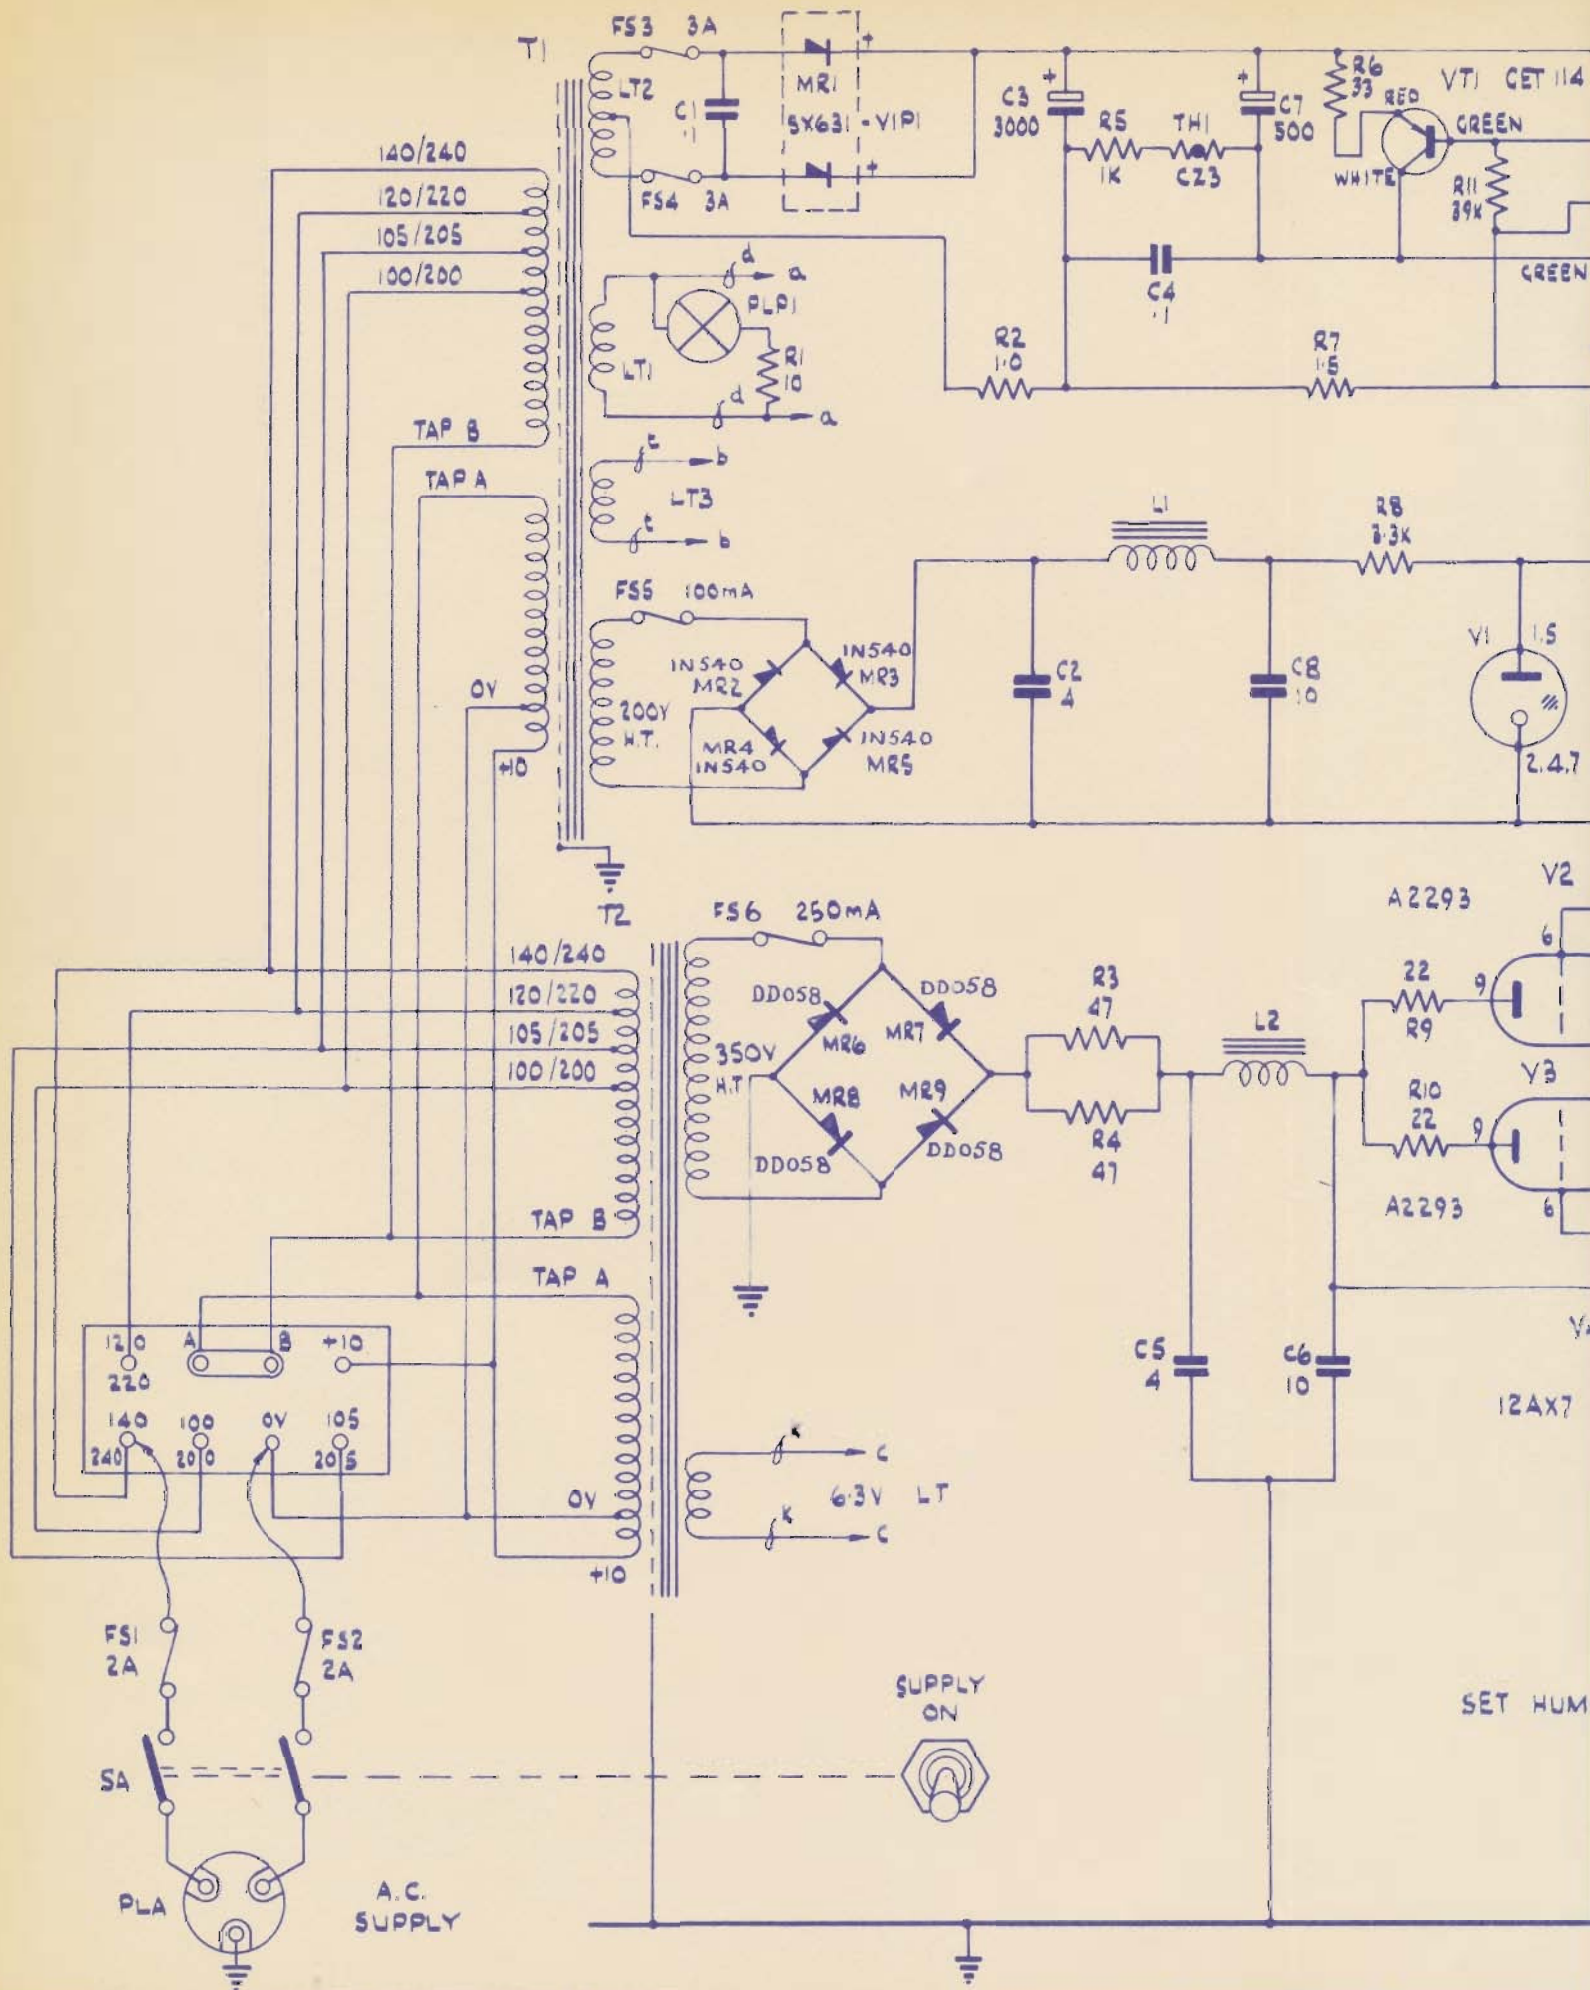 T1
FS3 3A
LT2
C1
.1
MR1
SX631 - VIP1
+
+
FS4 3A
C3
3000
+
R5
1K
TH1
CZ3
+
C7
500
R6
33
RED
VT1 GET 114
GREEN
WHITE
R11
39K
C4
.1
GREEN
R2
1.0
R7
1.5
140/240
120/220
105/205
100/200
TAP B
TAP A
0V
+10
LT1
d
a
PLP1
R1
10
d
a
t
b
LT3
t
b
FS5 100mA
200V
H.T.
1N540
MR2
1N540
MR3
MR4
1N540
1N540
MR5
L1
C2
4
C8
10
R8
3.3K
V1
1.5
2.4.7
T2
140/240
120/220
105/205
100/200
TAP B
TAP A
0V
+10
FS6 250mA
350V
H.T
DD058
MR6
DD058
MR7
MR8
DD058
MR9
DD058
R3
47
R4
47
L2
C5
4
C6
10
A2293
V2
6
22
R9
9
V3
R10
22
9
A2293
6
12AX7
k
c
6.3V LT
k
c
120
220
A
B
+10
140
240
100
200
0V
105
205
FS1
2A
FS2
2A
SA
SUPPLY
ON
SET HUM
PLA
A.C.
SUPPLY